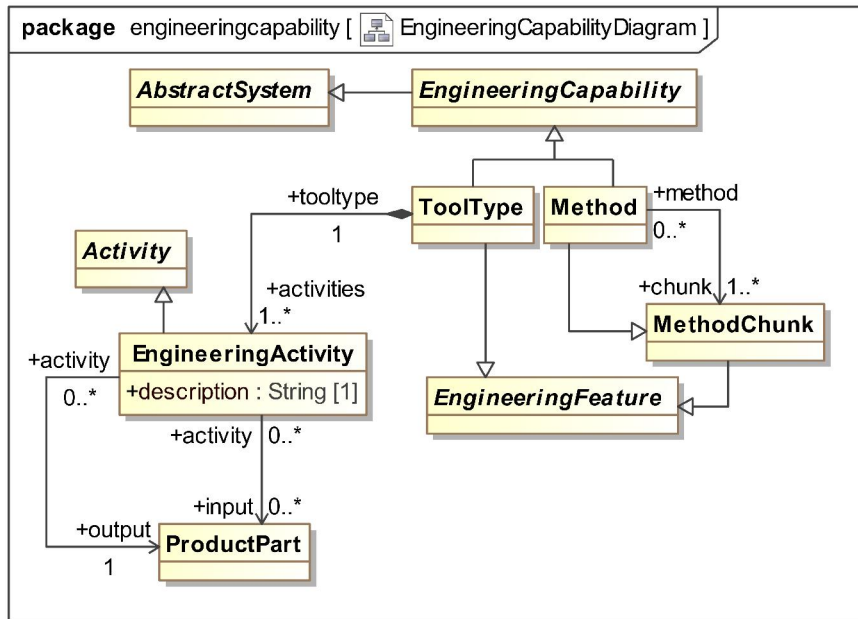 package engineeringcapability [ EngineeringCapabilityDiagram ]
AbstractSystem
EngineeringCapability
+tooltype
1
ToolType
Method
+method
0..*
Activity
+activities
1..*
+chunk
1..*
MethodChunk
EngineeringActivity
+description : String [1]
+activity
0..*
EngineeringFeature
+activity
0..*
+input
0..*
+output
1
ProductPart